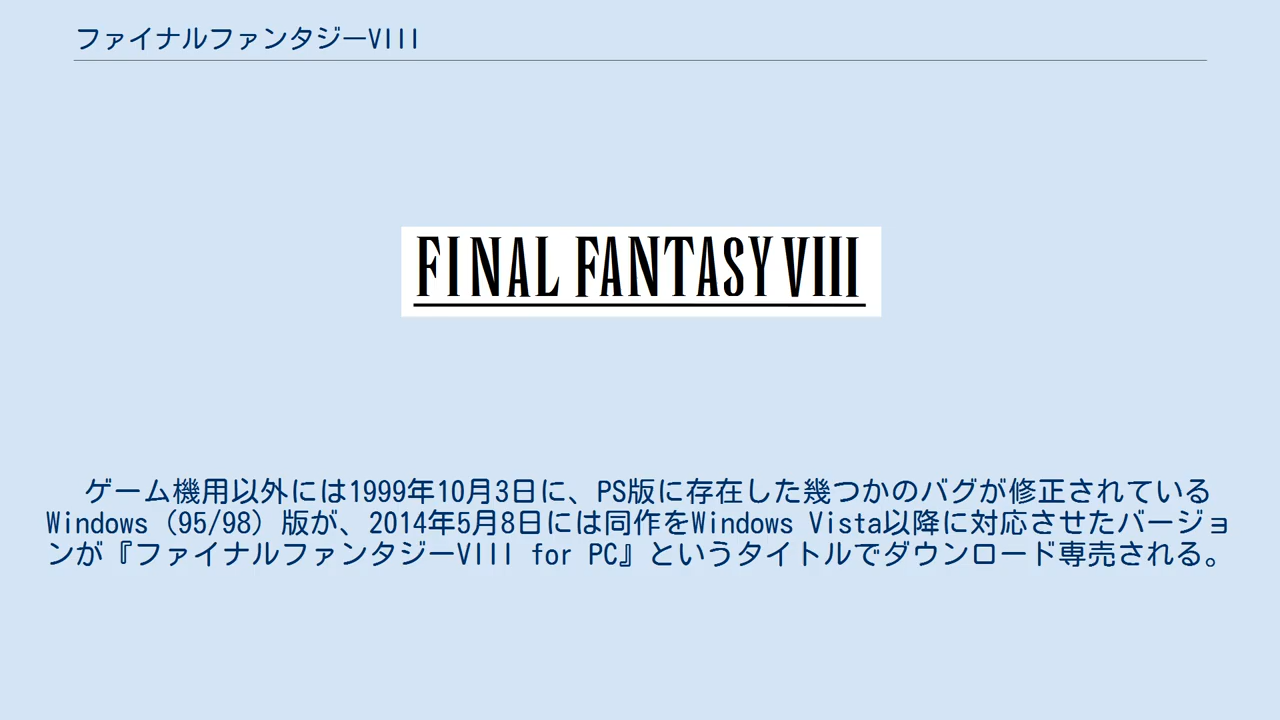 ファイナルファンタジーVIII
FINAL FANTASY VIII
ゲーム機用以外には1999年10月3日に、PS版に存在した幾つかのバグが修正されている
Windows（95/98）版が、2014年5月8日には同作をWindows Vista以降に対応させたバージョ
ンが『ファイナルファンタジーVIII for PC』というタイトルでダウンロード専売される。